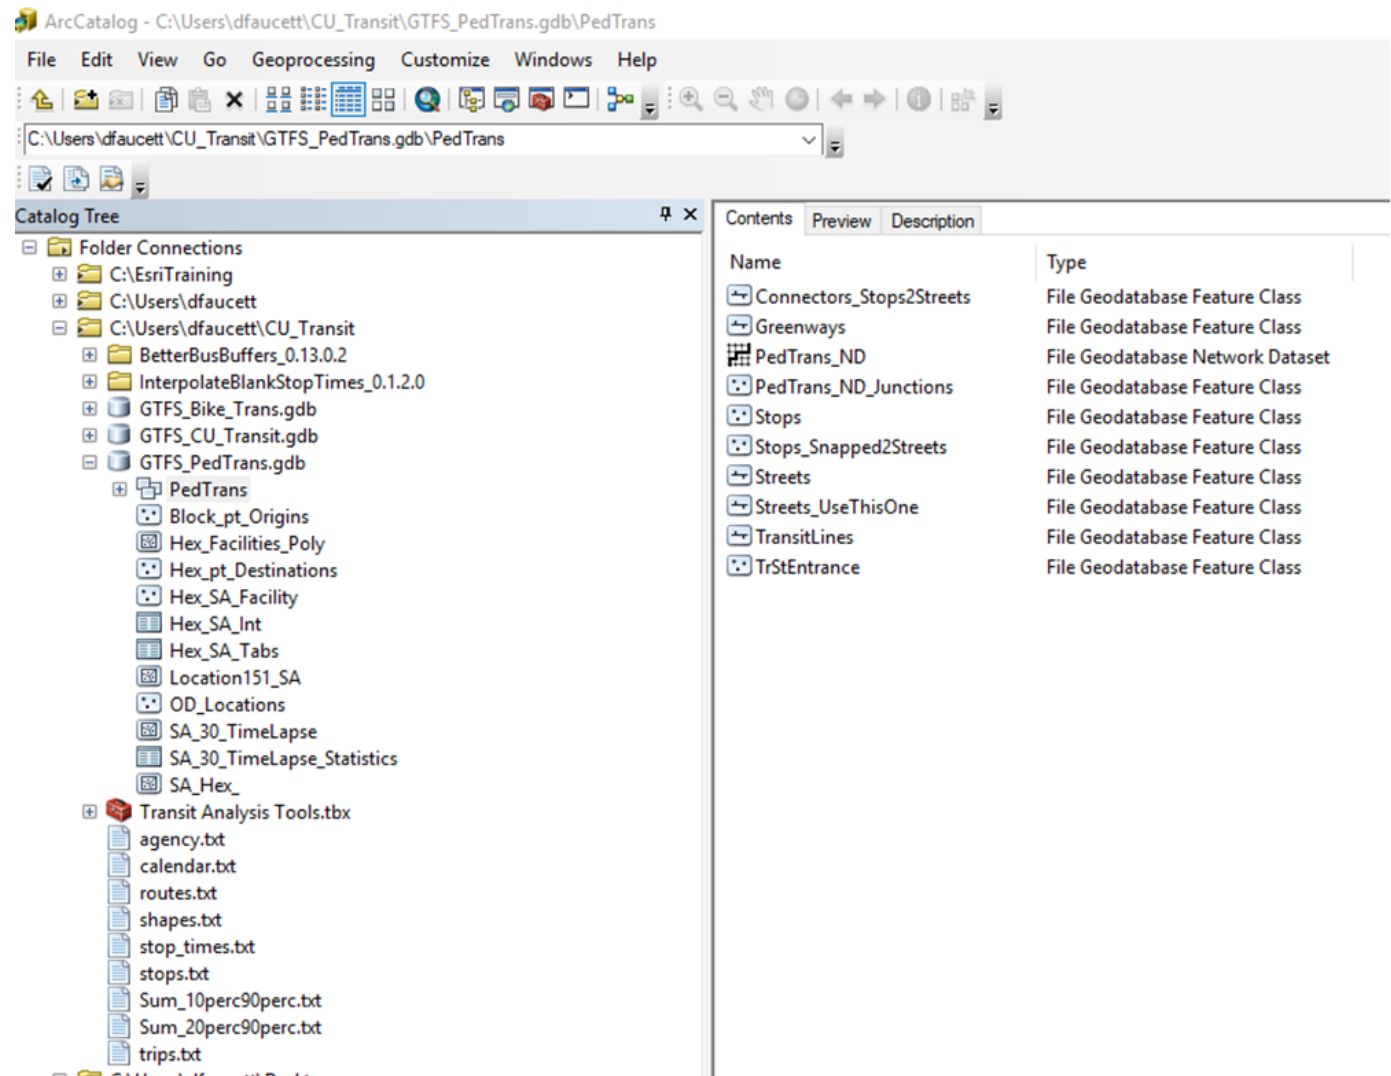 ArcCatalog - C:\Users\dfaucett\CU_Transit\GTFS_PedTrans.gdb\PedTrans
File Edit View Go Geoprocessing Customize Windows Help
C:\Users\dfaucett\CU_Transit\GTFS_PedTrans.gdb\PedTrans
Catalog Tree
Folder Connections
C:\EsriTraining
C:\Users\dfaucett
C:\Users\dfaucett\CU_Transit
BetterBusBuffers_0.13.0.2
InterpolateBlankStopTimes_0.1.2.0
GTFS_Bike_Trans.gdb
GTFS_CU_Transit.gdb
GTFS_PedTrans.gdb
PedTrans
Block_pt_Origins
Hex_Facilities_Poly
Hex_pt_Destinations
Hex_SA_Facility
Hex_SA_Int
Hex_SA_Tabs
Location151_SA
OD_Locations
SA_30_TimeLapse
SA_30_TimeLapse_Statistics
SA_Hex_
Transit Analysis Tools.tbx
agency.txt
calendar.txt
routes.txt
shapes.txt
stop_times.txt
stops.txt
Sum_10perc90perc.txt
Sum_20perc90perc.txt
trips.txt
Contents Preview Description
Name Type
Connectors_Stops2Streets File Geodatabase Feature Class
Greenways File Geodatabase Feature Class
PedTrans_ND File Geodatabase Network Dataset
PedTrans_ND_Junctions File Geodatabase Feature Class
Stops File Geodatabase Feature Class
Stops_Snapped2Streets File Geodatabase Feature Class
Streets File Geodatabase Feature Class
Streets_UseThisOne File Geodatabase Feature Class
TransitLines File Geodatabase Feature Class
TrStEntrance File Geodatabase Feature Class